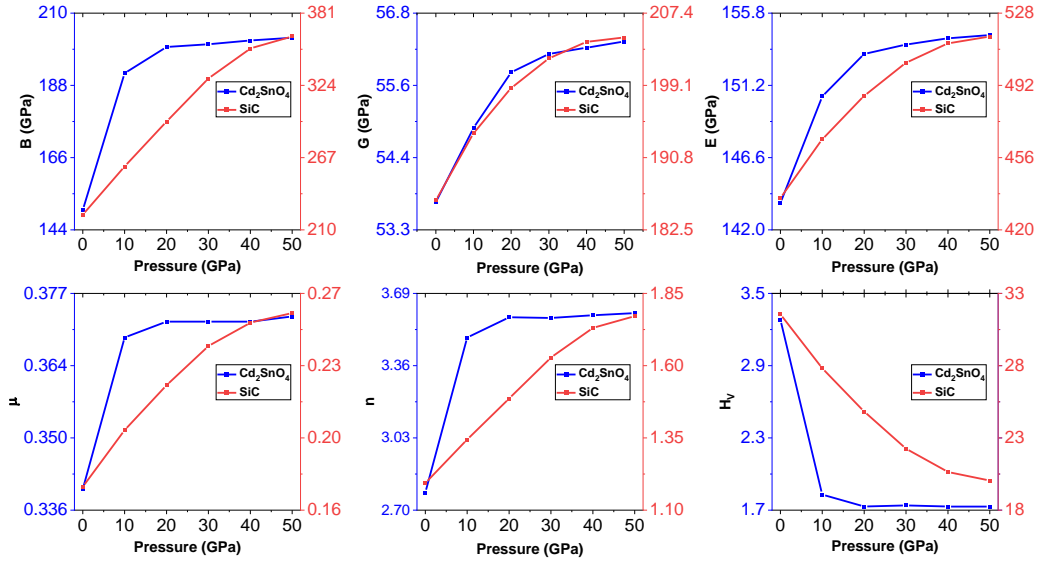 210
188
166
144
B (GPa)
381
324
267
210
Cd₂SnO₄
SiC
0 10 20 30 40 50
Pressure (GPa)
56.8
55.6
54.4
53.3
G (GPa)
207.4
199.1
190.8
182.5
Cd₂SnO₄
SiC
0 10 20 30 40 50
Pressure (GPa)
155.8
151.2
146.6
142.0
E (GPa)
528
492
456
420
Cd₂SnO₄
SiC
0 10 20 30 40 50
Pressure (GPa)
0.377
0.364
0.350
0.336
μ
0.27
0.23
0.20
0.16
Cd₂SnO₄
SiC
0 10 20 30 40 50
Pressure (GPa)
3.69
3.36
3.03
2.70
n
1.85
1.60
1.35
1.10
Cd₂SnO₄
SiC
0 10 20 30 40 50
Pressure (GPa)
3.5
2.9
2.3
1.7
Hᵥ
33
28
23
18
Cd₂SnO₄
SiC
0 10 20 30 40 50
Pressure (GPa)